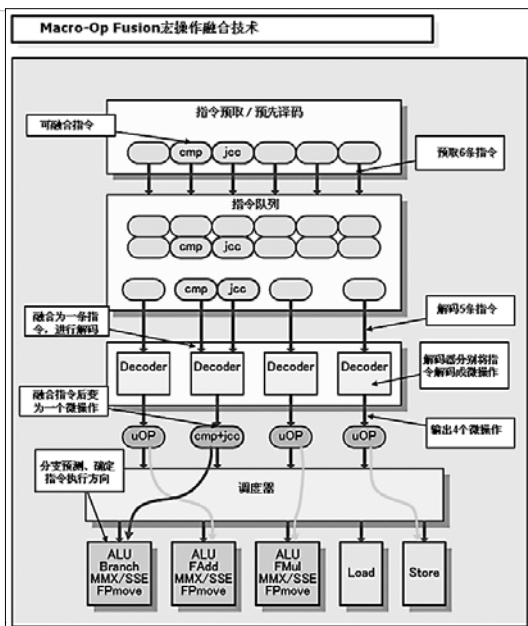 Macro-Op Fusion宏操作融合技术
指令预取 / 预先译码
可融合指令
cmp
jcc
预取6条指令
指令队列
cmp
jcc
cmp
jcc
融合为一条指
令，进行解码
解码5条指令
Decoder
Decoder
Decoder
Decoder
解码器分别将指
令解码成微操作
融合指令后变
为一个微操作
uOP
cmp+jcc
uOP
uOP
输出4个微操作
分支预测、确定
指令执行方向
调度器
ALU
Branch
MMX/SSE
FPmove
ALU
FAdd
MMX/SSE
FPmove
ALU
FMul
MMX/SSE
FPmove
Load
Store